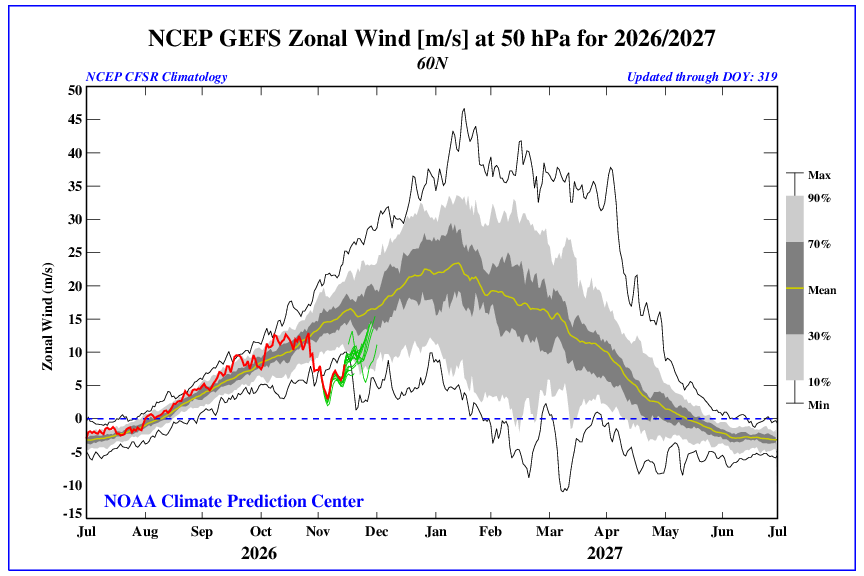 NCEP GEFS Zonal Wind [m/s] at 50 hPa for 2026/2027
60N
NCEP CFSR Climatology
Updated through DOY: 319
Zonal Wind (m/s)
50
45
40
35
30
25
20
15
10
5
0
-5
-10
-15
NOAA Climate Prediction Center
Jul Aug Sep Oct Nov Dec Jan Feb Mar Apr May Jun Jul
2026 2027
Max
90%
70%
Mean
30%
10%
Min